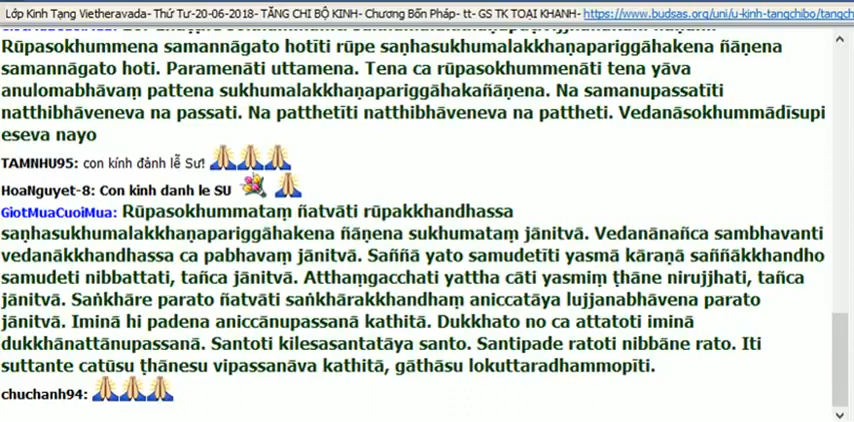 Lớp Kinh Tạng Vietheravada- Thứ Tư-20-06-2018- TĂNG CHI BỘ KINH- Chương Bốn Pháp- tt- GS TK TOẠI KHANH- https://www.budsas.org/uni/u-kinh-tangchibo/tangch
Rūpasokhummena samannāgato hotīti rūpe saṇhasukhumalakkhaṇapariggāhakena ñāṇena
samannāgato hoti. Paramenāti uttamena. Tena ca rūpasokhummenāti tena yāva
anulomabhāvaṃ pattena sukhumalakkhaṇapariggāhakañāṇena. Na samanupassatīti
natthibhāveneva na passati. Na patthetīti natthibhāveneva na pattheti. Vedanāsokhummādīsupi
eseva nayo
TAMNHU95: con kính đảnh lễ Sư!
HoaNguyet-8: Con kinh danh le SU
GiotMuaCuoiMua: Rūpasokhummataṃ ñatvāti rūpakkhandhassa
saṇhasukhumalakkhaṇapariggāhakena ñāṇena sukhumataṃ jānitvā. Vedanānañca sambhavanti
vedanākkhandhassa ca pabhavaṃ jānitvā. Saññā yato samudetīti yasmā kāraṇā saññākkhandho
samudeti nibbattati, tañca jānitvā. Atthaṃgacchati yattha cāti yasmiṃ ṭhāne nirujjhati, tañca
jānitvā. Saṅkhāre parato ñatvāti saṅkhārakkhandhaṃ aniccatāya lujjanabhāvena parato
jānitvā. Iminā hi padena aniccānupassanā kathitā. Dukkhato no ca attatoti iminā
dukkhānattānupassanā. Santoti kilesasantatāya santo. Santipade ratoti nibbāne rato. Iti
suttante catūsu ṭhānesu vipassanāva kathitā, gāthāsu lokuttaradhammopīti.
chuchanh94: